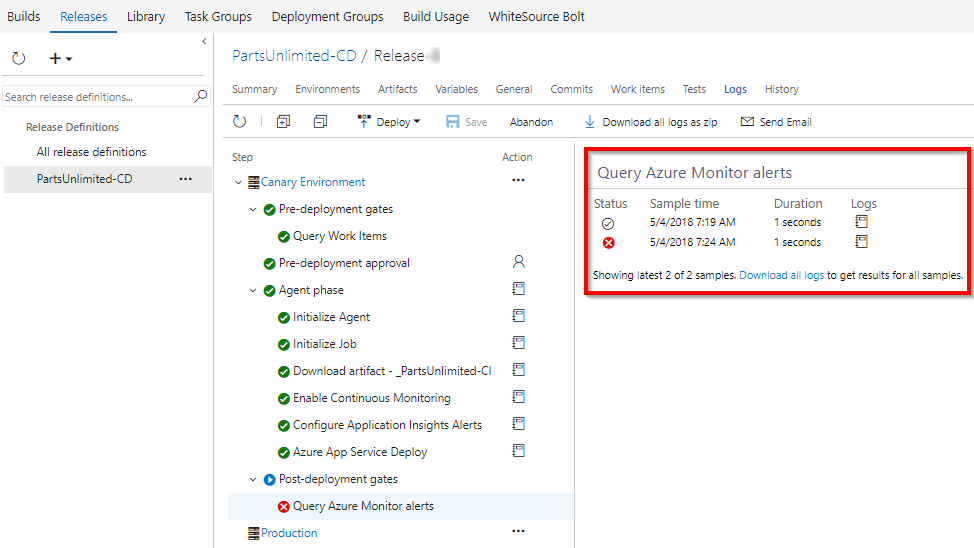 Builds Releases Library Task Groups Deployment Groups Build Usage WhiteSource Bolt
Search release definitions...
Release Definitions
All release definitions
PartsUnlimited-CD ...
PartsUnlimited-CD / Release
Summary Environments Artifacts Variables General Commits Work items Tests Logs History
Deploy Save Abandon Download all logs as zip Send Email
Step Action
Canary Environment ...
Pre-deployment gates
Query Work Items
Pre-deployment approval
Agent phase
Initialize Agent
Initialize Job
Download artifact - _PartsUnlimited-CI
Enable Continuous Monitoring
Configure Application Insights Alerts
Azure App Service Deploy
Post-deployment gates
Query Azure Monitor alerts
Production ...
Query Azure Monitor alerts
Status Sample time Duration Logs
5/4/2018 7:19 AM 1 seconds
5/4/2018 7:24 AM 1 seconds
Showing latest 2 of 2 samples. Download all logs to get results for all samples.